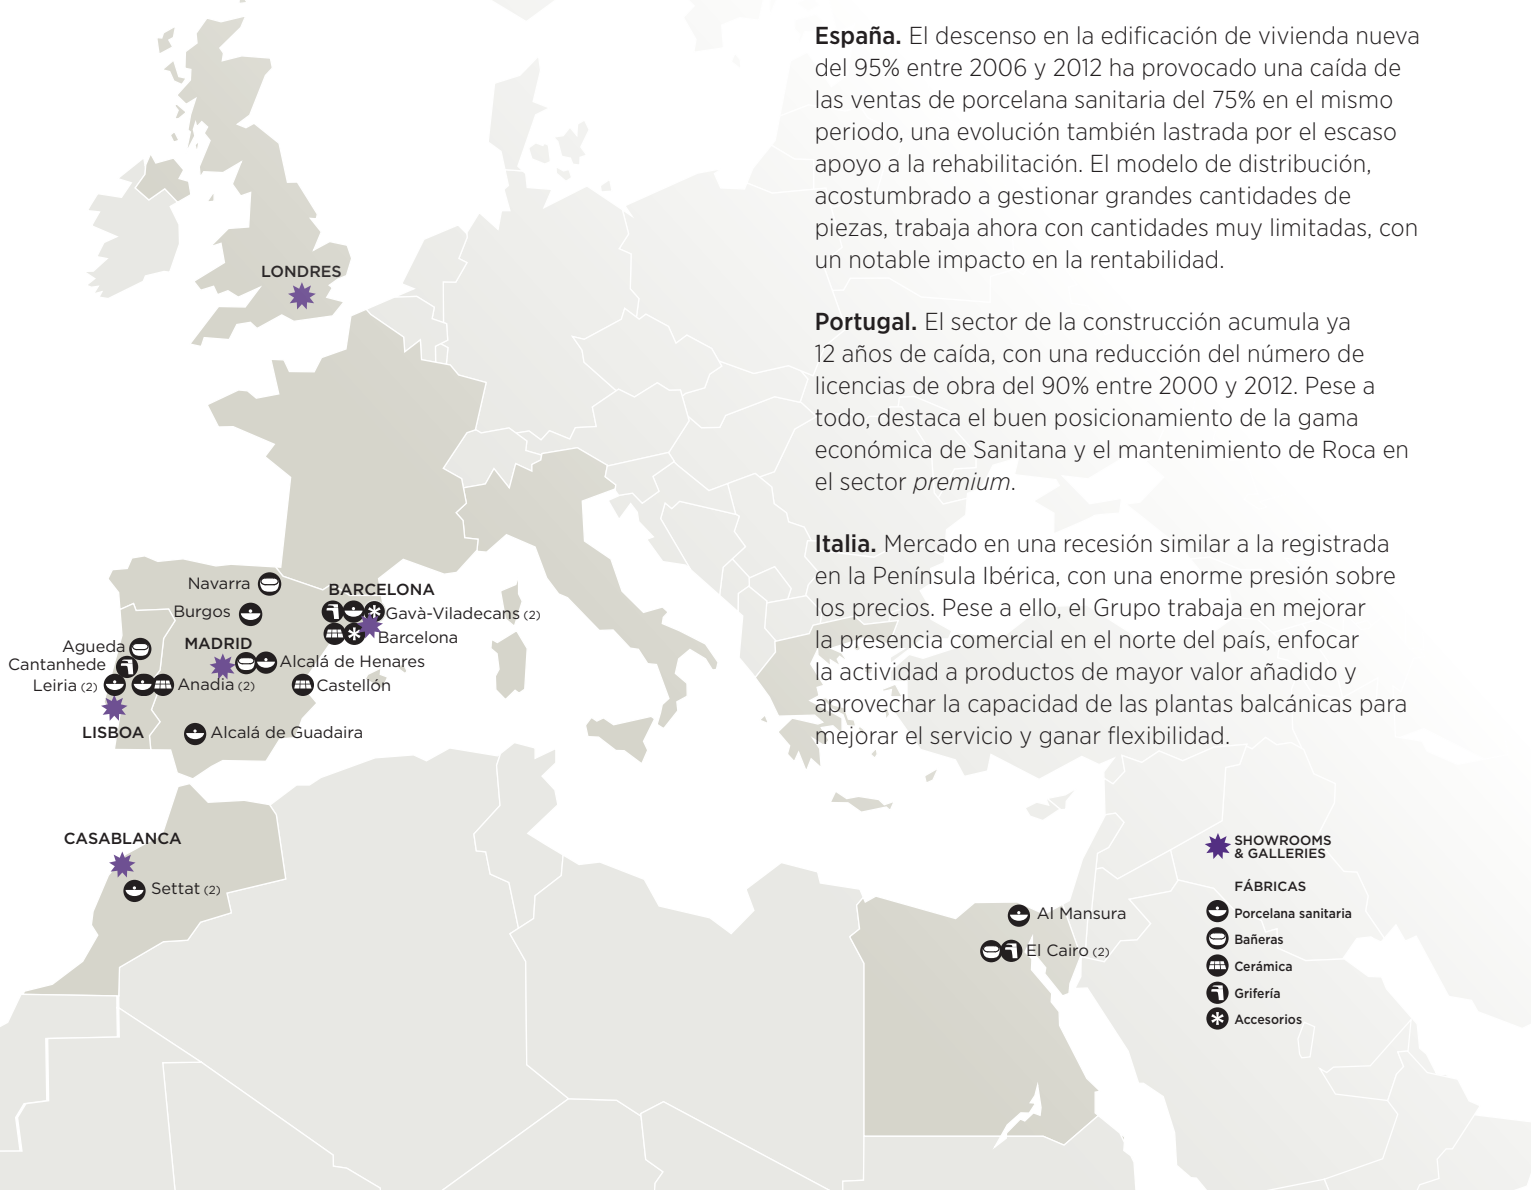 España. El descenso en la edificación de vivienda nueva
del 95% entre 2006 y 2012 ha provocado una caída de
las ventas de porcelana sanitaria del 75% en el mismo
periodo, una evolución también lastrada por el escaso
apoyo a la rehabilitación. El modelo de distribución,
acostumbrado a gestionar grandes cantidades de
piezas, trabaja ahora con cantidades muy limitadas, con
un notable impacto en la rentabilidad.
Portugal. El sector de la construcción acumula ya
12 años de caída, con una reducción del número de
licencias de obra del 90% entre 2000 y 2012. Pese a
todo, destaca el buen posicionamiento de la gama
económica de Sanitana y el mantenimiento de Roca en
el sector premium.
Italia. Mercado en una recesión similar a la registrada
en la Península Ibérica, con una enorme presión sobre
los precios. Pese a ello, el Grupo trabaja en mejorar
la presencia comercial en el norte del país, enfocar
la actividad a productos de mayor valor añadido y
aprovechar la capacidad de las plantas balcánicas para
mejorar el servicio y ganar flexibilidad.
LONDRES
Navarra
BARCELONA
Burgos
Gavà-Viladecans (2)
Barcelona
MADRID
Agueda
Cantanhede
Alcalá de Henares
Leiria (2)
Anadia (2)
Castellón
LISBOA
Alcalá de Guadaira
CASABLANCA
Settat (2)
Al Mansura
El Cairo (2)
SHOWROOMS
& GALLERIES
FÁBRICAS
Porcelana sanitaria
Bañeras
Cerámica
Grifería
Accesorios